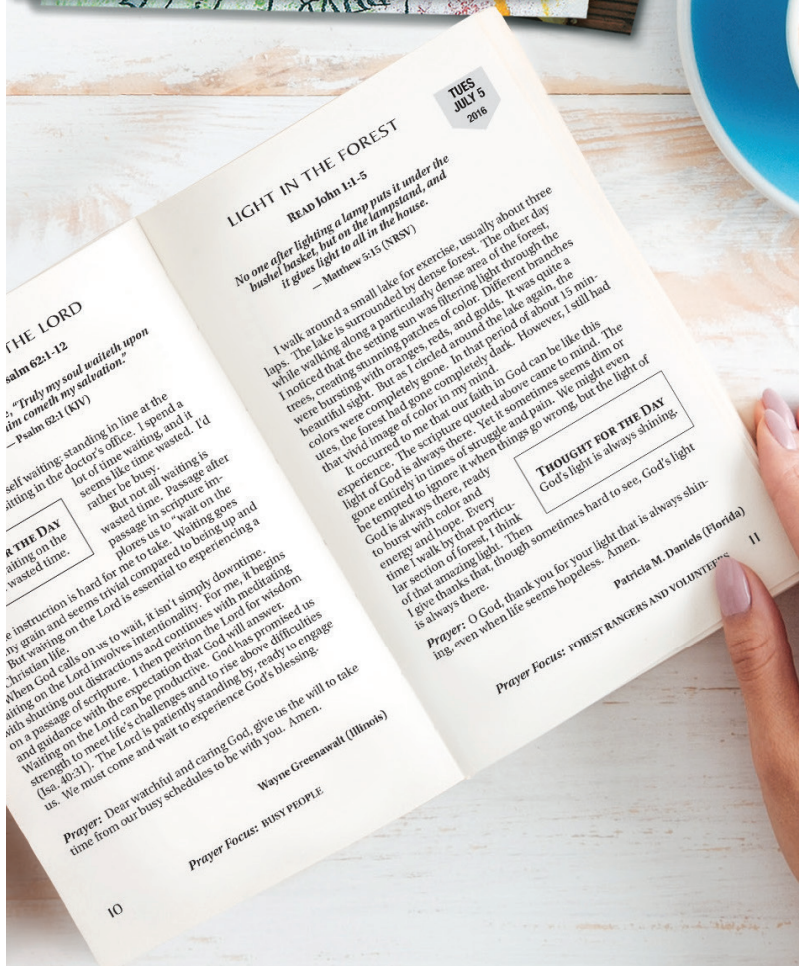 THE LORD
salm 62:1-12
"Truly my soul waiteth upon
him cometh my salvation."
— Psalm 62:1 (KJV)
self waiting: standing in line at the
sitting in the doctor's office. I spend a
lot of time waiting, and it
seems like time wasted. I'd
rather be busy.
But not all waiting is
wasted time. Passage after
passage in scripture im-
plores us to "wait on the
R THE DAY
aiting on the
wasted time.
e instruction is hard for me to take. Waiting goes
my grain and seems trivial compared to being up and
But waiting on the Lord is essential to experiencing a
Christian life.
When God calls on us to wait, it isn't simply downtime.
aiting on the Lord involves intentionality. For me, it begins
with shutting out distractions and continues with meditating
on a passage of scripture. I then petition the Lord for wisdom
and guidance with the expectation that God will answer.
Waiting on the Lord can be productive. God has promised us
strength to meet life's challenges and to rise above difficulties
(Isa. 40:31). The Lord is patiently standing by, ready to engage
us. We must come and wait to experience God's blessing.
Prayer: Dear watchful and caring God, give us the will to take
time from our busy schedules to be with you. Amen.
Wayne Greenawalt (Illinois)
Prayer Focus: BUSY PEOPLE
10
TUES
JULY 5
2016
LIGHT IN THE FOREST
READ John 1:1-5
No one after lighting a lamp puts it under the
bushel basket, but on the lampstand, and
it gives light to all in the house.
— Matthew 5:15 (NRSV)
I walk around a small lake for exercise, usually about three
laps. The lake is surrounded by dense forest. The other day
while walking along a particularly dense area of the forest,
I noticed that the setting sun was filtering light through the
trees, creating stunning patches of color. Different branches
were bursting with oranges, reds, and golds. It was quite a
beautiful sight. But as I circled around the lake again, the
colors were completely gone. In that period of about 15 min-
utes, the forest had gone completely dark. However, I still had
that vivid image of color in my mind.
It occurred to me that our faith in God can be like this
experience. The scripture quoted above came to mind. The
light of God is always there. Yet it sometimes seems dim or
gone entirely in times of struggle and pain. We might even
be tempted to ignore it when things go wrong, but the light of
God is always there, ready
to burst with color and
energy and hope. Every
time I walk by that particu-
lar section of forest, I think
of that amazing light. Then
I give thanks that, though sometimes hard to see, God's light
is always there.
THOUGHT FOR THE DAY
God's light is always shining.
Prayer: O God, thank you for your light that is always shin-
ing, even when life seems hopeless. Amen.
Patricia M. Daniels (Florida)
Prayer Focus: FOREST RANGERS AND VOLUNTEERS
11